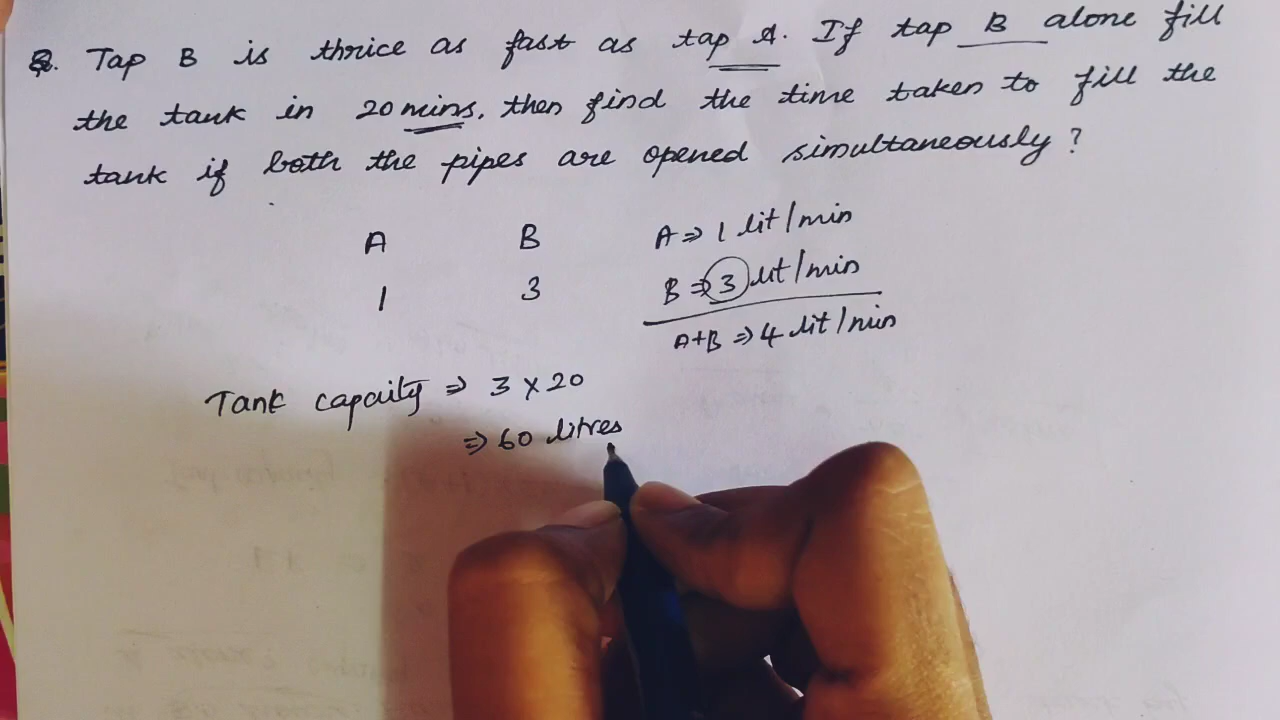 Q. Tap B is thrice as fast as tap A. If tap B alone fill
the tank in 20 mins, then find the time taken to fill the
tank if both the pipes are opened simultaneously?
A B A ⇒ 1 lit/min
1 3 B ⇒ 3 lit/min
A+B ⇒ 4 lit/min
Tank capaity ⇒ 3 × 20
⇒ 60 litres